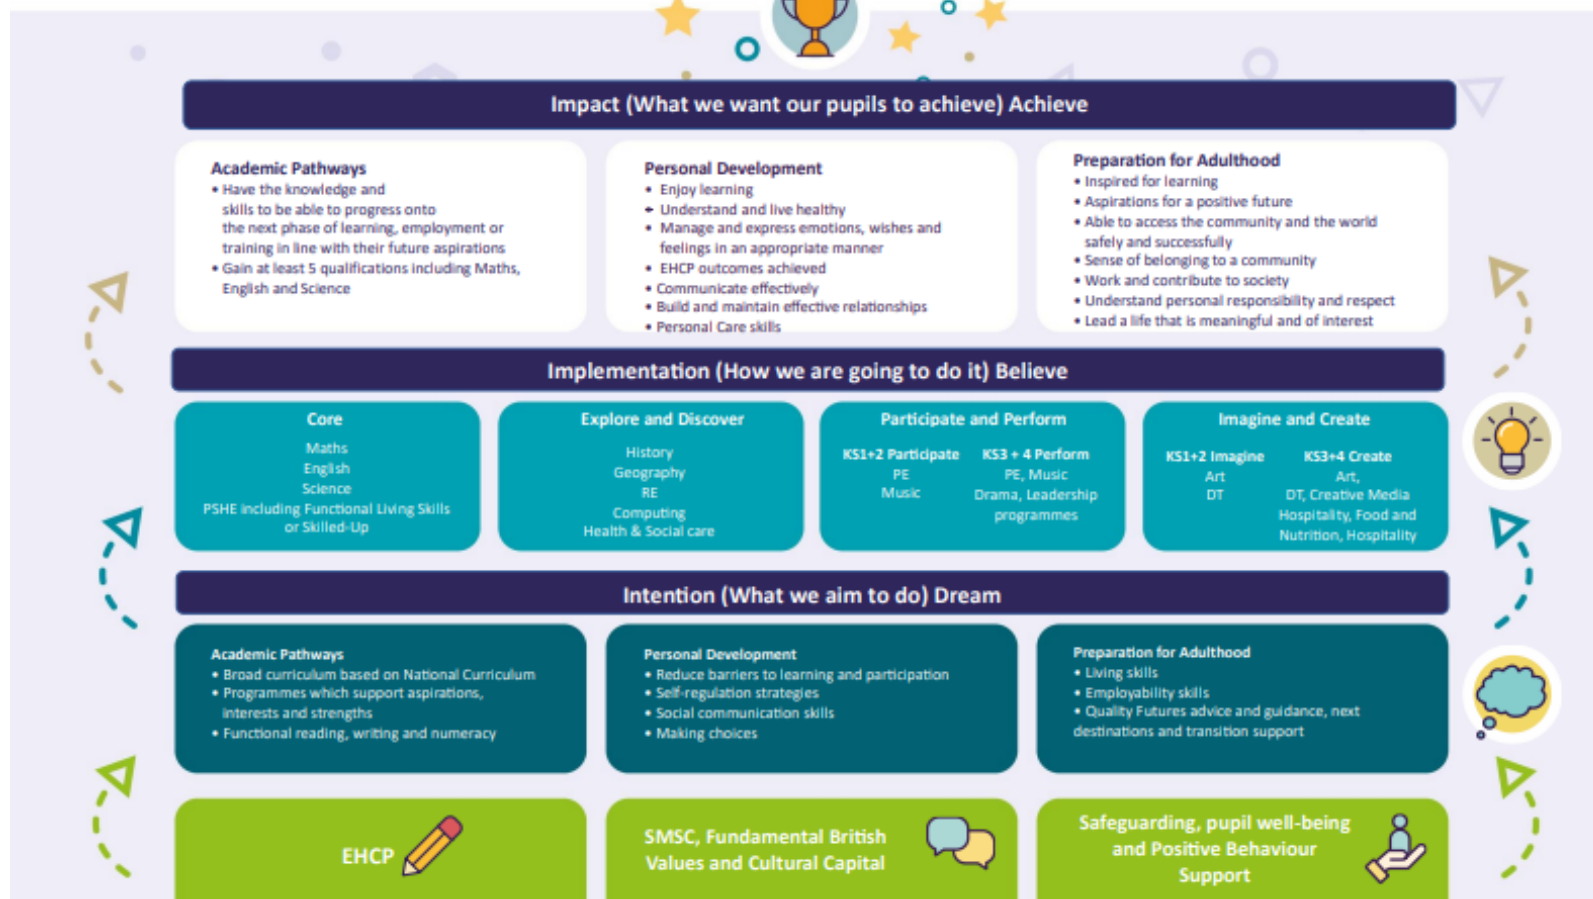 Impact (What we want our pupils to achieve) Achieve
Academic Pathways
• Have the knowledge and
skills to be able to progress onto
the next phase of learning, employment or
training in line with their future aspirations
• Gain at least 5 qualifications including Maths,
English and Science
Personal Development
• Enjoy learning
• Understand and live healthy
• Manage and express emotions, wishes and
feelings in an appropriate manner
• EHCP outcomes achieved
• Communicate effectively
• Build and maintain effective relationships
• Personal Care skills
Preparation for Adulthood
• Inspired for learning
• Aspirations for a positive future
• Able to access the community and the world
safely and successfully
• Sense of belonging to a community
• Work and contribute to society
• Understand personal responsibility and respect
• Lead a life that is meaningful and of interest
Implementation (How we are going to do it) Believe
Core
Maths
English
Science
PSHE including Functional Living Skills
or Skilled-Up
Explore and Discover
History
Geography
RE
Computing
Health & Social care
Participate and Perform
KS1+2 Participate
PE
Music
KS3 + 4 Perform
PE, Music
Drama, Leadership
programmes
Imagine and Create
KS1+2 Imagine
Art
DT
KS3+4 Create
Art,
DT, Creative Media
Hospitality, Food and
Nutrition, Hospitality
Intention (What we aim to do) Dream
Academic Pathways
• Broad curriculum based on National Curriculum
• Programmes which support aspirations,
interests and strengths
• Functional reading, writing and numeracy
Personal Development
• Reduce barriers to learning and participation
• Self-regulation strategies
• Social communication skills
• Making choices
Preparation for Adulthood
• Living skills
• Employability skills
• Quality Futures advice and guidance, next
destinations and transition support
EHCP
SMSC, Fundamental British
Values and Cultural Capital
Safeguarding, pupil well-being
and Positive Behaviour
Support